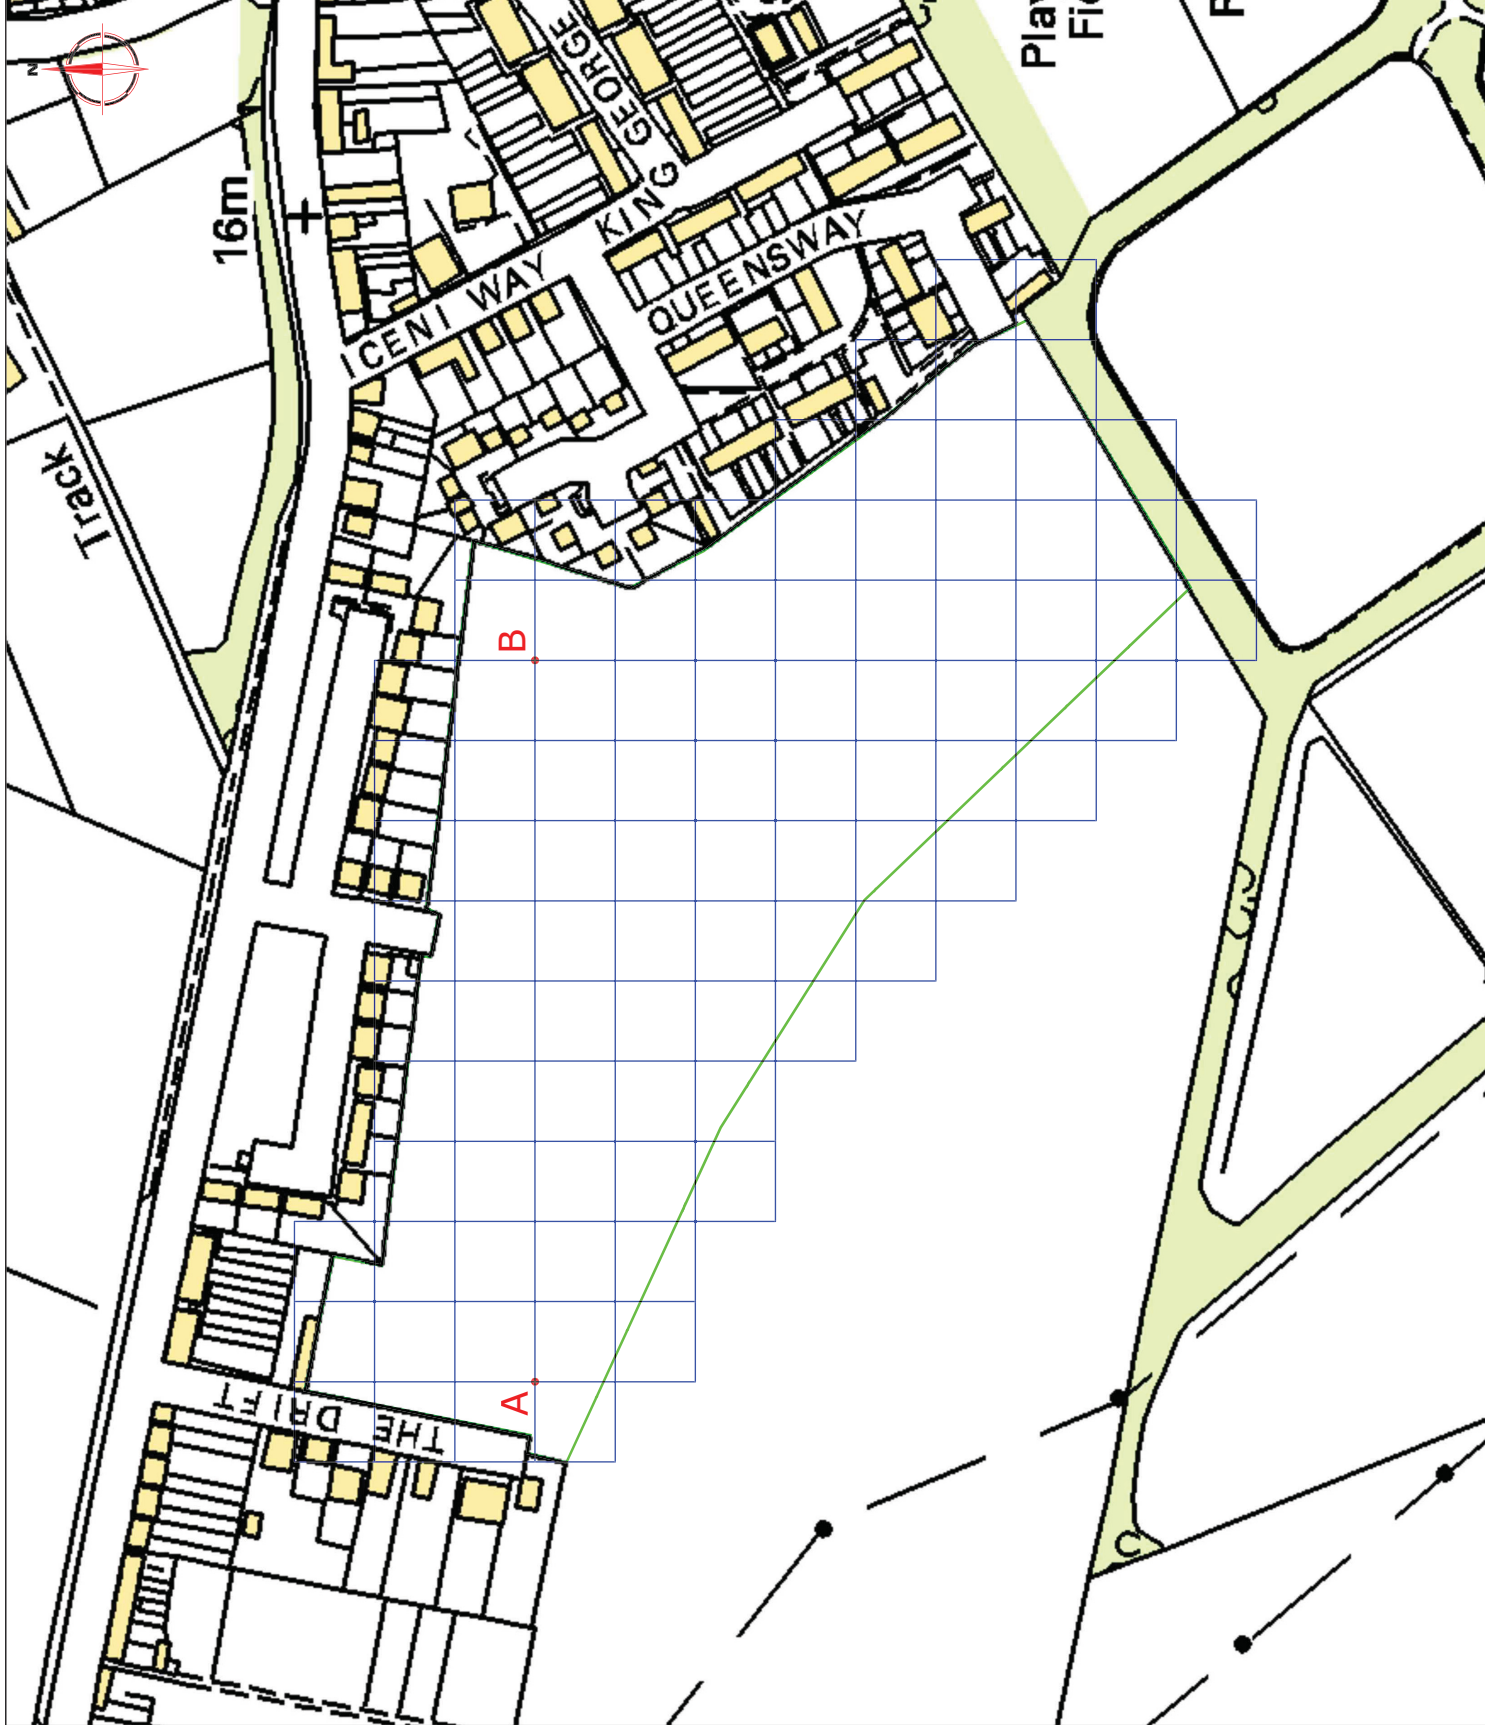 N
16m
Track
ICENI WAY
KING GEORGE
QUEENSWAY
B
A
THE DRIFT